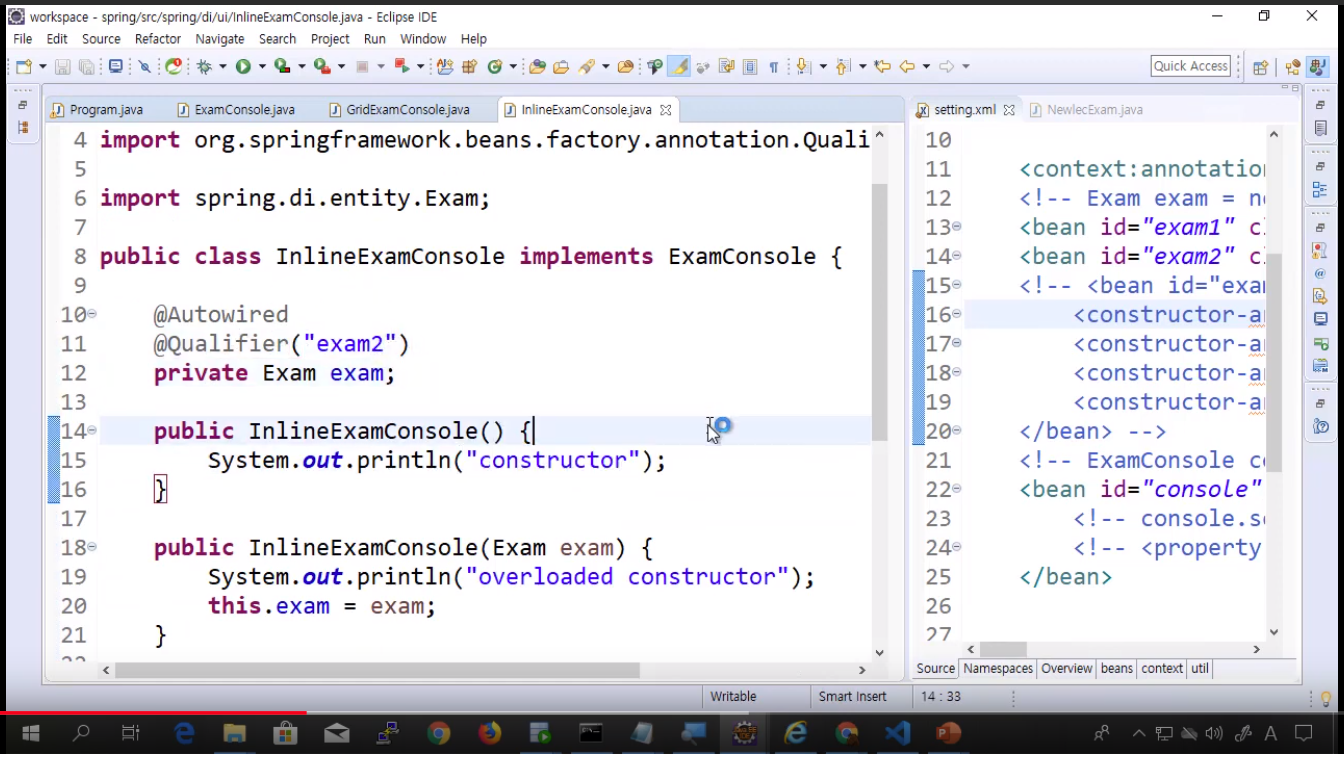 workspace - spring/src/spring/di/ui/InlineExamConsole.java - Eclipse IDE
File Edit Source Refactor Navigate Search Project Run Window Help
Quick Access
Program.java ExamConsole.java GridExamConsole.java InlineExamConsole.java
4 import org.springframework.beans.factory.annotation.Quali
5
6 import spring.di.entity.Exam;
7
8 public class InlineExamConsole implements ExamConsole {
9
10 @Autowired
11 @Qualifier("exam2")
12 private Exam exam;
13
14 public InlineExamConsole() {
15 System.out.println("constructor");
16 }
17
18 public InlineExamConsole(Exam exam) {
19 System.out.println("overloaded constructor");
20 this.exam = exam;
21 }
setting.xml NewlecExam.java
10
11 <context:annotation
12 <!-- Exam exam = ne
13 <bean id="exam1" cl
14 <bean id="exam2" cl
15 <!-- <bean id="exam
16 <constructor-a
17 <constructor-a
18 <constructor-a
19 <constructor-a
20 </bean> -->
21 <!-- ExamConsole co
22 <bean id="console"
23 <!-- console.se
24 <!-- <property
25 </bean>
26
27
Source Namespaces Overview beans context util
Writable Smart Insert 14 : 33
A